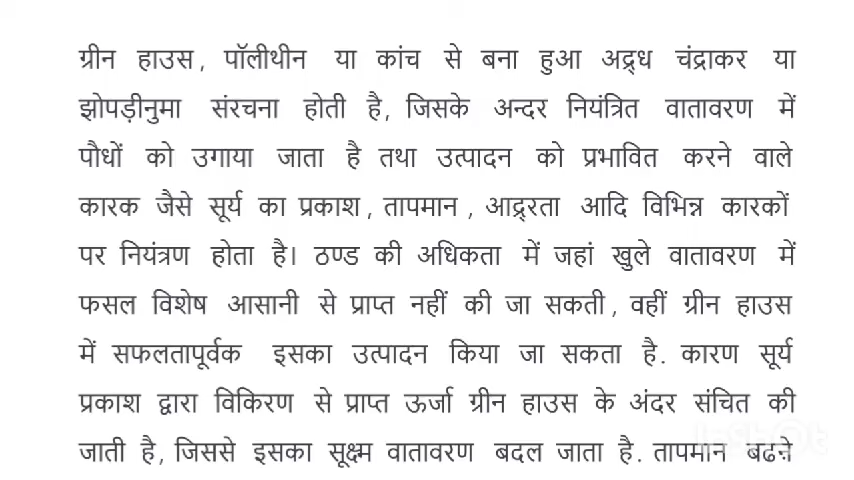 ग्रीन हाउस, पॉलीथीन या कांच से बना हुआ अद्र्ध चंद्राकर या
झोपड़ीनुमा संरचना होती है, जिसके अन्दर नियंत्रित वातावरण में
पौधों को उगाया जाता है तथा उत्पादन को प्रभावित करने वाले
कारक जैसे सूर्य का प्रकाश, तापमान, आद्र्रता आदि विभिन्न कारकों
पर नियंत्रण होता है। ठण्ड की अधिकता में जहां खुले वातावरण में
फसल विशेष आसानी से प्राप्त नहीं की जा सकती, वहीं ग्रीन हाउस
में सफलतापूर्वक इसका उत्पादन किया जा सकता है. कारण सूर्य
प्रकाश द्वारा विकिरण से प्राप्त ऊर्जा ग्रीन हाउस के अंदर संचित की
जाती है, जिससे इसका सूक्ष्म वातावरण बदल जाता है. तापमान बढने
InShOt